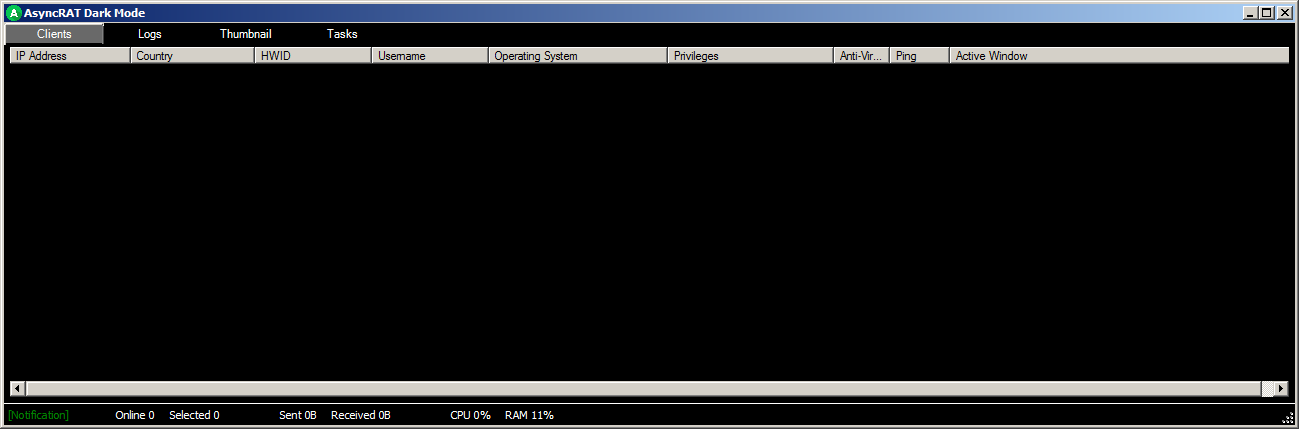 A AsyncRAT Dark Mode
Clients Logs Thumbnail Tasks
IP Address Country HWID Username Operating System Privileges Anti-Vir... Ping Active Window
[Notification] Online 0 Selected 0 Sent 0B Received 0B CPU 0% RAM 11%